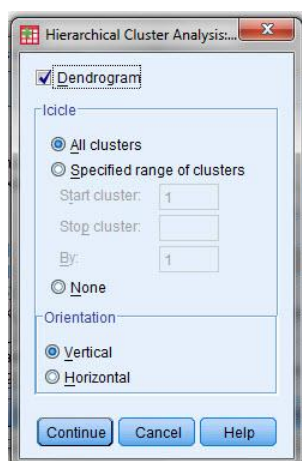 Hierarchical Cluster Analysis:...
Dendrogram
Icicle
All clusters
Specified range of clusters
Start cluster: 1
Stop cluster:
By: 1
None
Orientation
Vertical
Horizontal
Continue Cancel Help